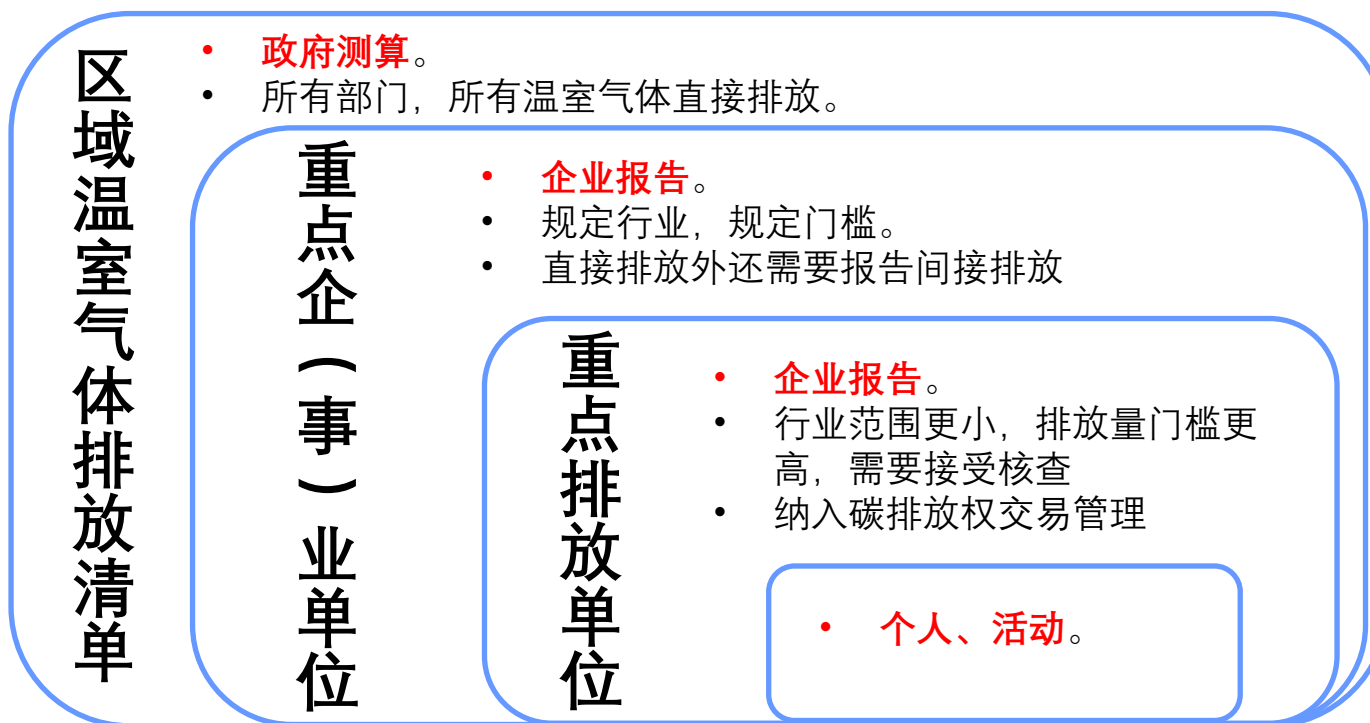 区域温室气体排放清单
• 政府测算。
• 所有部门，所有温室气体直接排放。
重点企（事）业单位
• 企业报告。
• 规定行业，规定门槛。
• 直接排放外还需要报告间接排放
重点排放单位
• 企业报告。
• 行业范围更小，排放量门槛更
高，需要接受核查
• 纳入碳排放权交易管理
• 个人、活动。